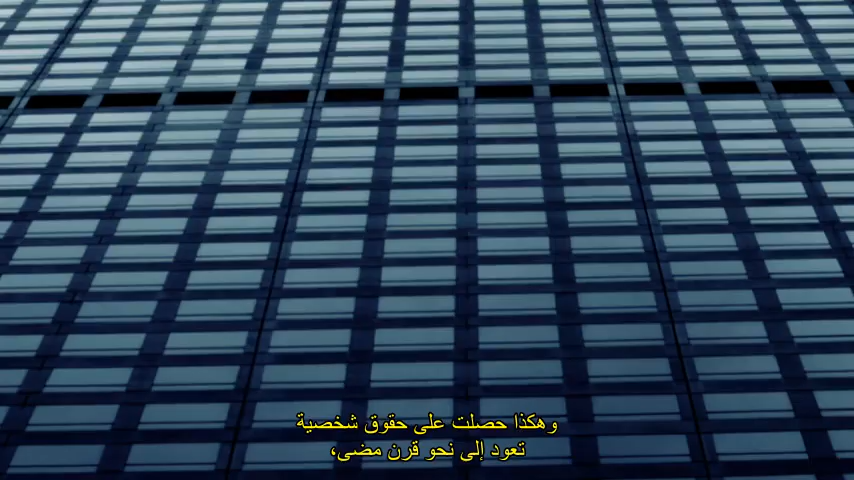 وهكذا حصلت على حقوق شخصية
تعود إلى نحو قرن مضى،